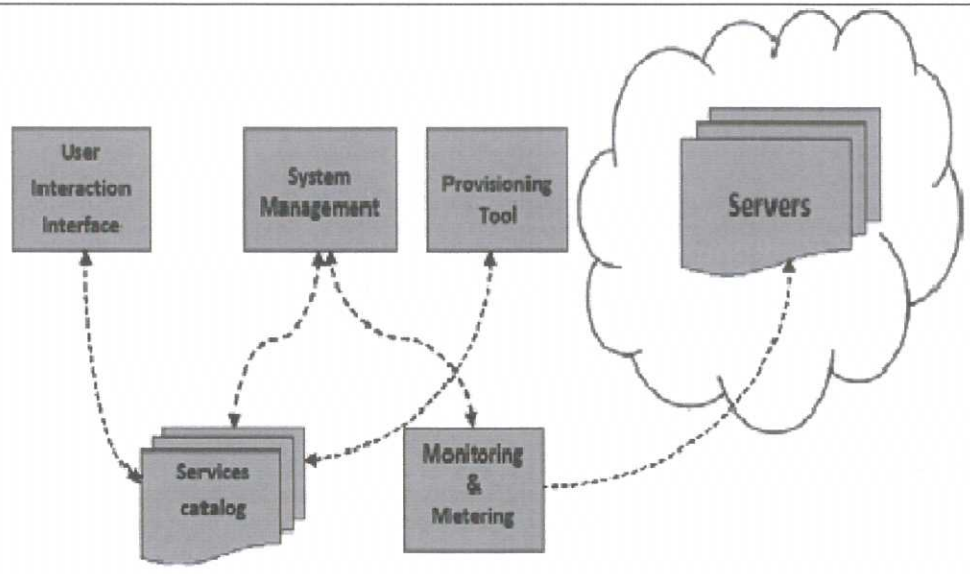 User
Interaction
Interface
System
Management
Provisioning
Tool
Servers
Services
catalog
Monitoring
&
Metering